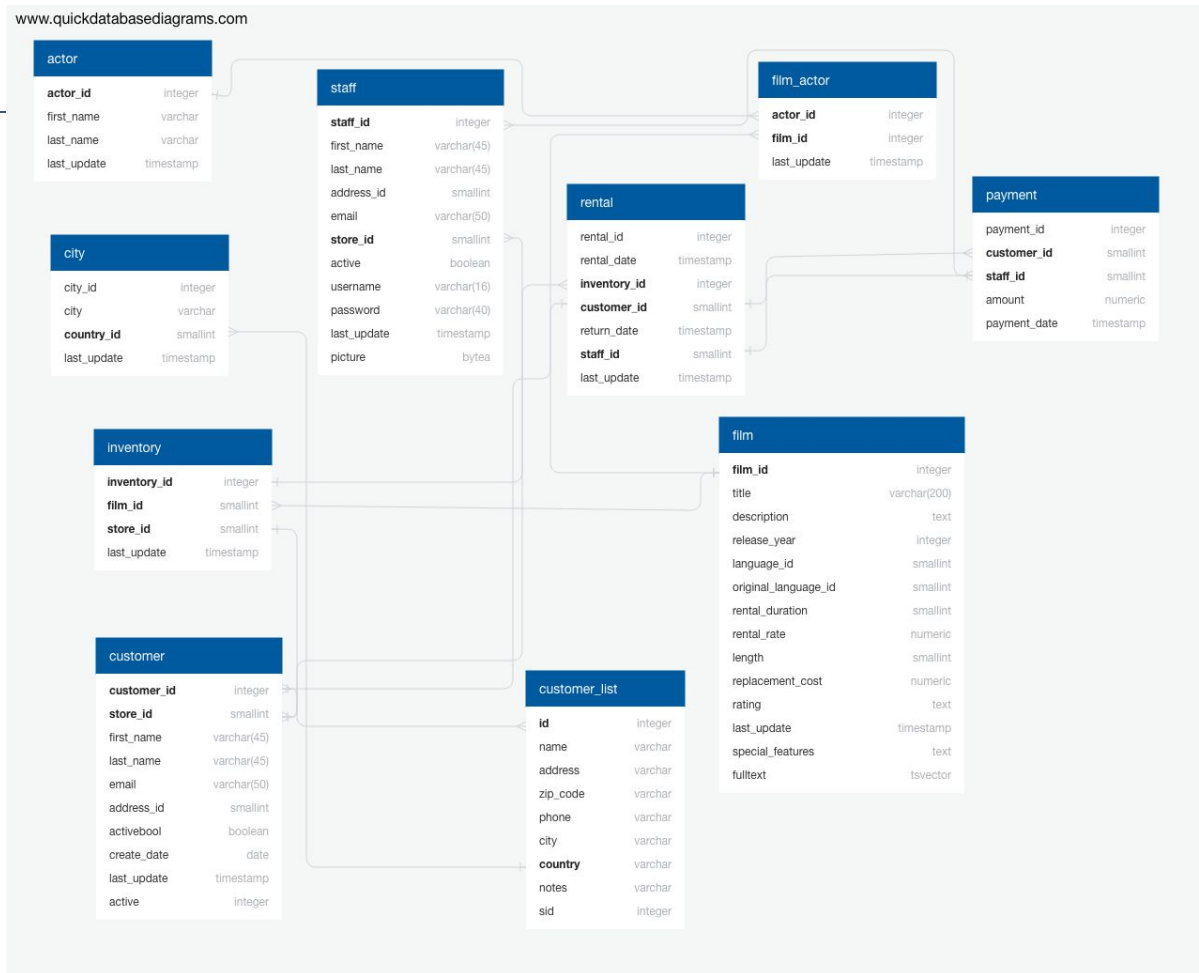 www.quickdatabasediagrams.com
actor
actor_id integer
first_name varchar
last_name varchar
last_update timestamp
staff
staff_id integer
first_name varchar(45)
last_name varchar(45)
address_id smallint
email varchar(50)
store_id smallint
active boolean
username varchar(16)
password varchar(40)
last_update timestamp
picture bytea
film_actor
actor_id integer
film_id integer
last_update timestamp
rental
rental_id integer
rental_date timestamp
inventory_id integer
customer_id smallint
return_date timestamp
staff_id smallint
last_update timestamp
payment
payment_id integer
customer_id smallint
staff_id smallint
amount numeric
payment_date timestamp
city
city_id integer
city varchar
country_id smallint
last_update timestamp
inventory
inventory_id integer
film_id smallint
store_id smallint
last_update timestamp
film
film_id integer
title varchar(200)
description text
release_year integer
language_id smallint
original_language_id smallint
rental_duration smallint
rental_rate numeric
length smallint
replacement_cost numeric
rating text
last_update timestamp
special_features text
fulltext tsvector
customer
customer_id integer
store_id smallint
first_name varchar(45)
last_name varchar(45)
email varchar(50)
address_id smallint
activebool boolean
create_date date
last_update timestamp
active integer
customer_list
id integer
name varchar
address varchar
zip_code varchar
phone varchar
city varchar
country varchar
notes varchar
sid integer